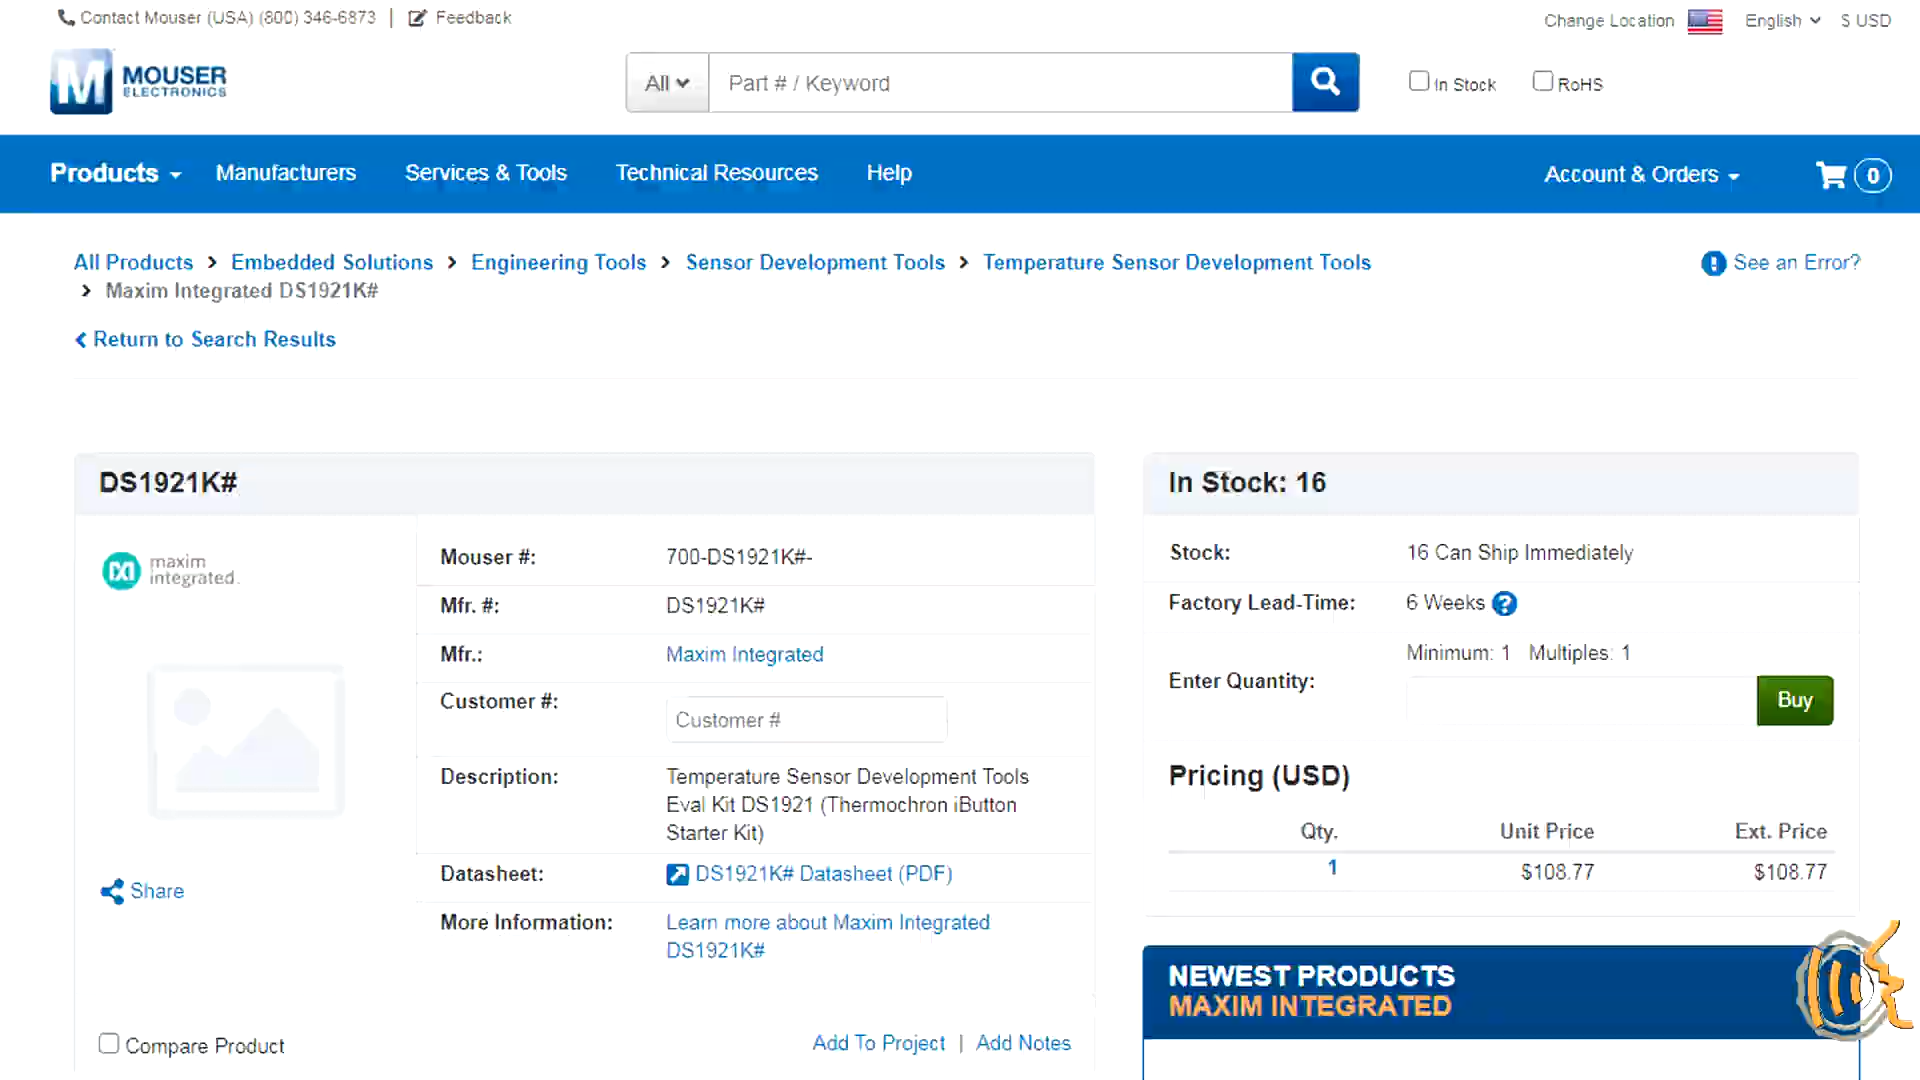 Contact Mouser (USA) (800) 346-6873 | Feedback
Change Location English $ USD
MOUSER
ELECTRONICS
All Part # / Keyword
In Stock RoHS
Products Manufacturers Services & Tools Technical Resources Help Account & Orders 0
All Products > Embedded Solutions > Engineering Tools > Sensor Development Tools > Temperature Sensor Development Tools
> Maxim Integrated DS1921K#
See an Error?
Return to Search Results
DS1921K#
maxim
integrated.
Share
Compare Product
Mouser #: 700-DS1921K#-
Mfr. #: DS1921K#
Mfr.: Maxim Integrated
Customer #: Customer #
Description: Temperature Sensor Development Tools
Eval Kit DS1921 (Thermochron iButton
Starter Kit)
Datasheet: DS1921K# Datasheet (PDF)
More Information: Learn more about Maxim Integrated
DS1921K#
Add To Project | Add Notes
In Stock: 16
Stock: 16 Can Ship Immediately
Factory Lead-Time: 6 Weeks ?
Minimum: 1 Multiples: 1
Enter Quantity: Buy
Pricing (USD)
Qty. Unit Price Ext. Price
1 $108.77 $108.77
NEWEST PRODUCTS
MAXIM INTEGRATED